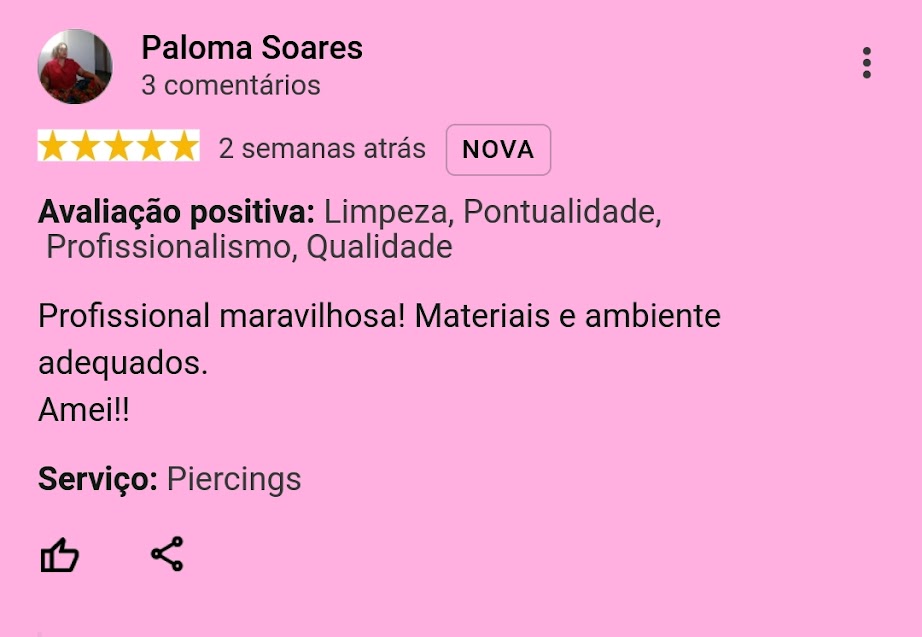 Paloma Soares
3 comentários
2 semanas atrás NOVA
Avaliação positiva: Limpeza, Pontualidade,
Profissionalismo, Qualidade
Profissional maravilhosa! Materiais e ambiente
adequados.
Amei!!
Serviço: Piercings